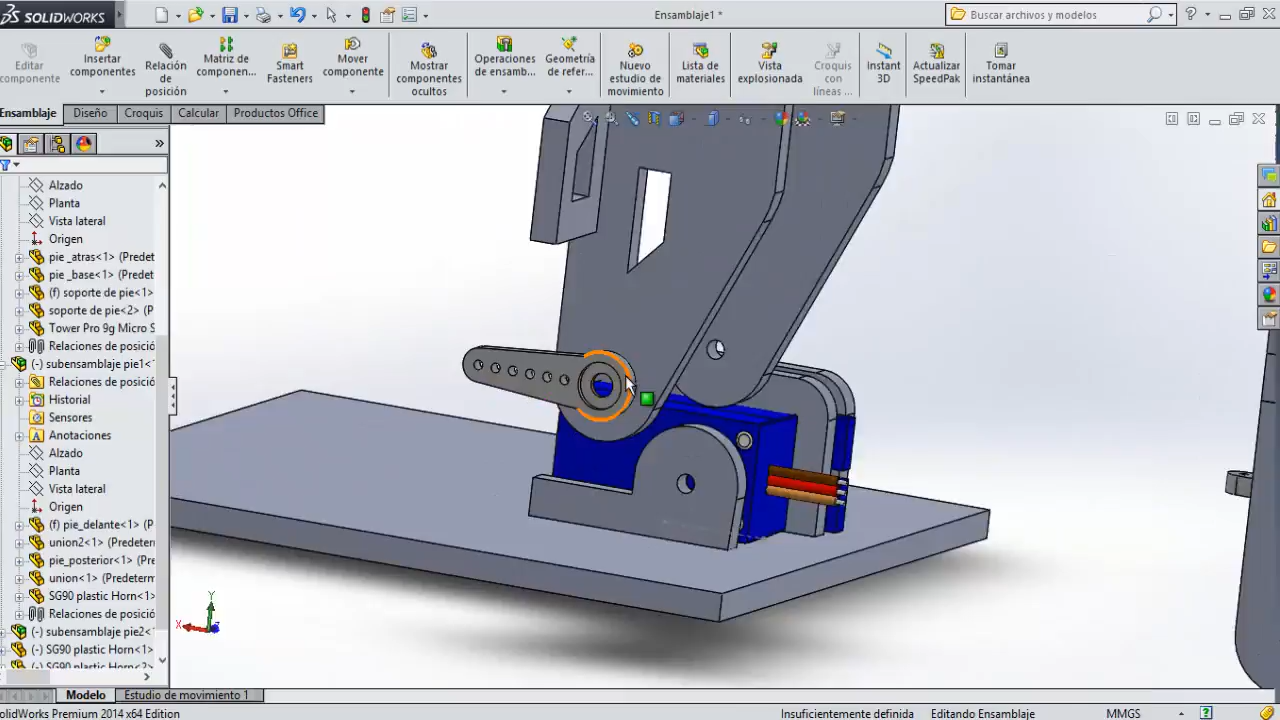 SOLIDWORKS
Ensamblaje1 *
Buscar archivos y modelos
Editar
componente
Insertar
componentes
Relación
de
posición
Matriz de
componen...
Smart
Fasteners
Mover
componente
Mostrar
componentes
ocultos
Operaciones
de ensamb...
Geometría
de refer...
Nuevo
estudio de
movimiento
Lista de
materiales
Vista
explosionada
Croquis
con
líneas ...
Instant
3D
Actualizar
SpeedPak
Tomar
instantánea
Ensamblaje
Diseño
Croquis
Calcular
Productos Office
Alzado
Planta
Vista lateral
Origen
pie _atras<1> (Predet
pie _base<1> (Predet
(f) soporte de pie<1>
soporte de pie<2> (P
Tower Pro 9g Micro S
Relaciones de posició
(-) subensamblaje pie1<
Relaciones de posició
Historial
Sensores
Anotaciones
Alzado
Planta
Vista lateral
Origen
(f) pie_delante<1> (P
union2<1> (Predeterm
pie_posterior<1> (Pre
union<1> (Predeterm
SG90 plastic Horn<1>
Relaciones de posició
(-) subensamblaje pie2<
(-) SG90 plastic Horn<1
(-) SG90 plastic Horn<2
Y
X
Modelo
Estudio de movimiento 1
SolidWorks Premium 2014 x64 Edition
Insuficientemente definida
Editando Ensamblaje
MMGS